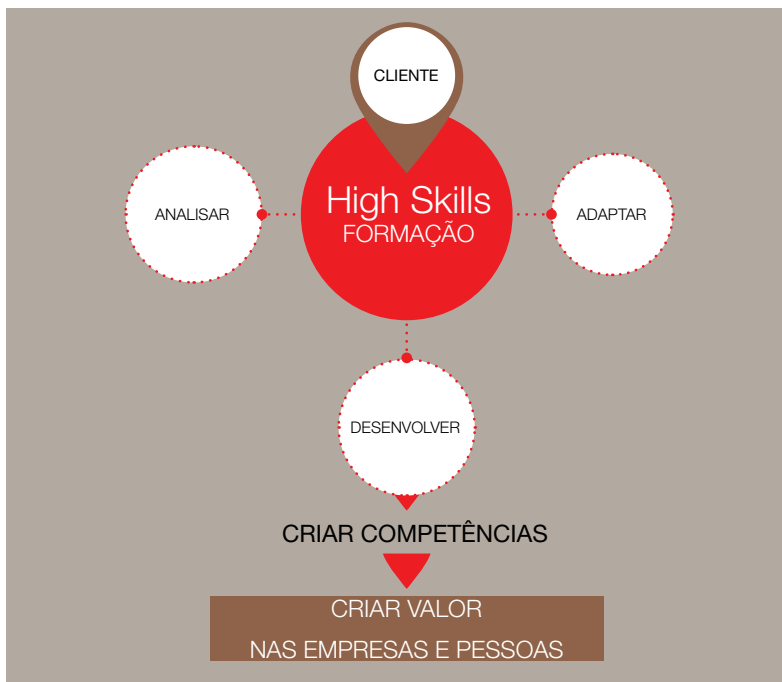 CLIENTE
High Skills
FORMAÇÃO
ANALISAR
ADAPTAR
DESENVOLVER
CRIAR COMPETÊNCIAS
CRIAR VALOR
NAS EMPRESAS E PESSOAS